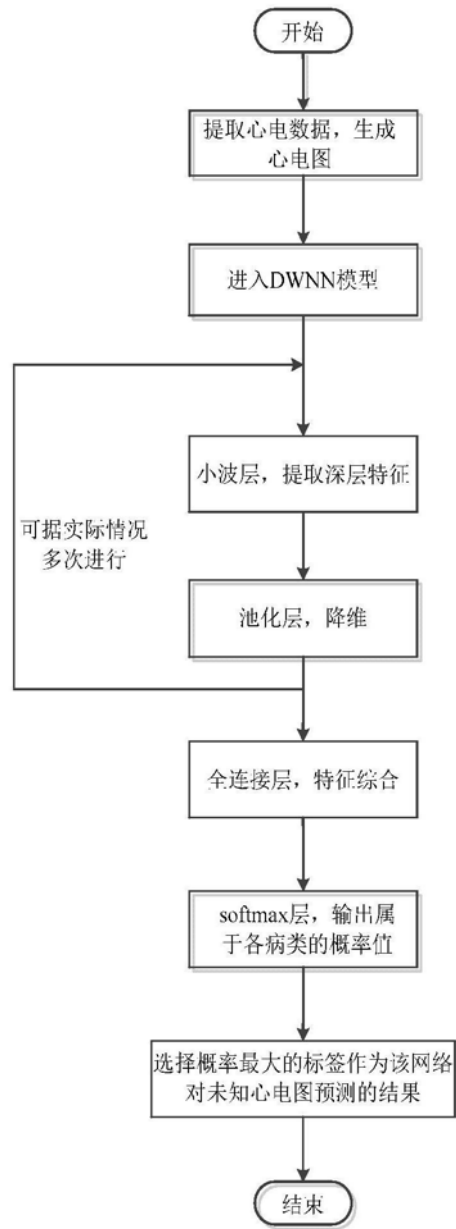 开始
提取心电数据，生成
心电图
进入DWNN模型
小波层，提取深层特征
可据实际情况
多次进行
池化层，降维
全连接层，特征综合
softmax层，输出属
于各病类的概率值
选择概率最大的标签作为该网络
对未知心电图预测的结果
结束